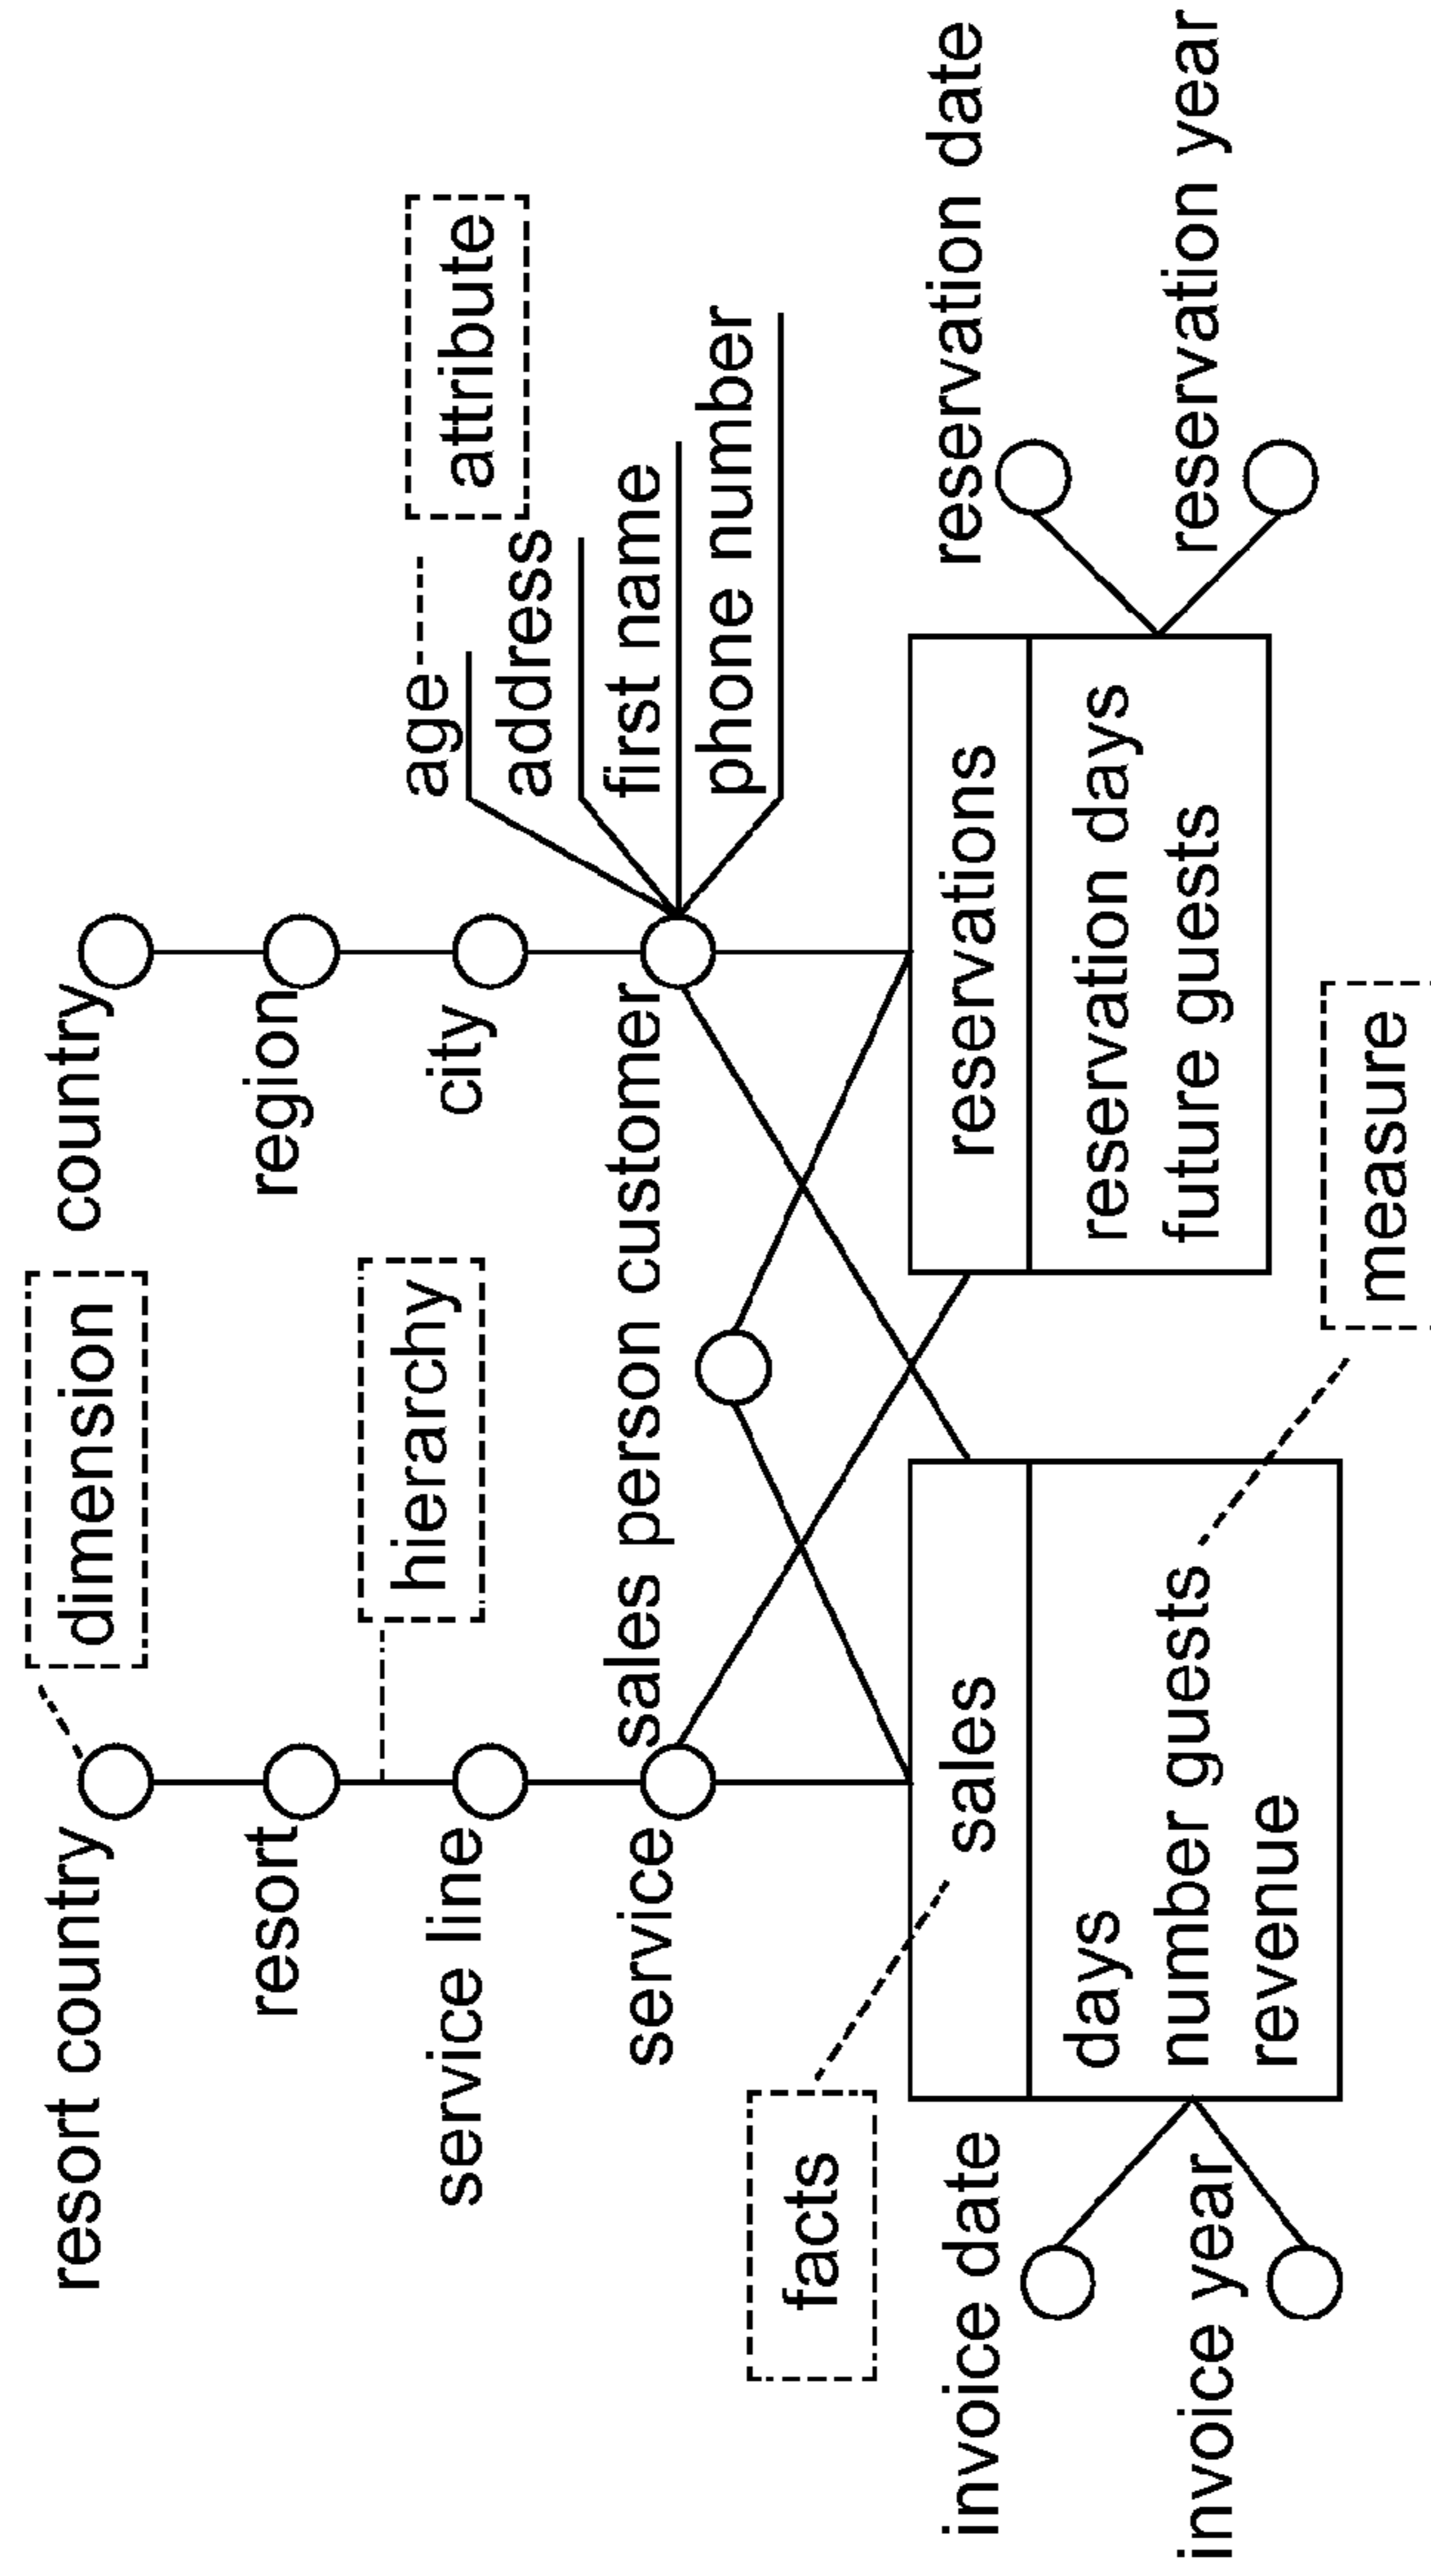 dimension
resort country
country
resort
region
hierarchy
attribute
service line
city
age
address
service
sales person
customer
first name
phone number
facts
sales
reservations
invoice date
reservation date
days
number guests
revenue
reservation days
future guests
invoice year
reservation year
measure